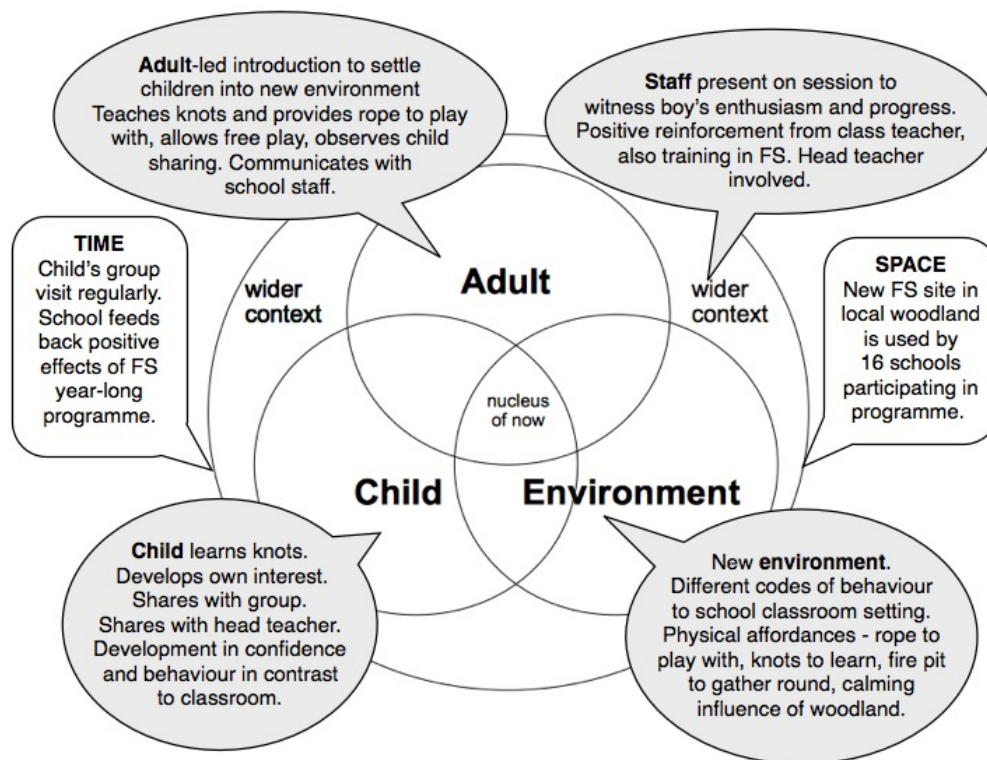 Adult-led introduction to settle
children into new environment
Teaches knots and provides rope to play
with, allows free play, observes child
sharing. Communicates with
school staff.
Staff present on session to
witness boy's enthusiasm and progress.
Positive reinforcement from class teacher,
also training in FS. Head teacher
involved.
TIME
Child's group
visit regularly.
School feeds
back positive
effects of FS
year-long
programme.
wider
context
Adult
wider
context
SPACE
New FS site in
local woodland
is used by
16 schools
participating in
programme.
nucleus
of now
Child
Environment
Child learns knots.
Develops own interest.
Shares with group.
Shares with head teacher.
Development in confidence
and behaviour in contrast
to classroom.
New environment.
Different codes of behaviour
to school classroom setting.
Physical affordances - rope to
play with, knots to learn, fire pit
to gather round, calming
influence of woodland.